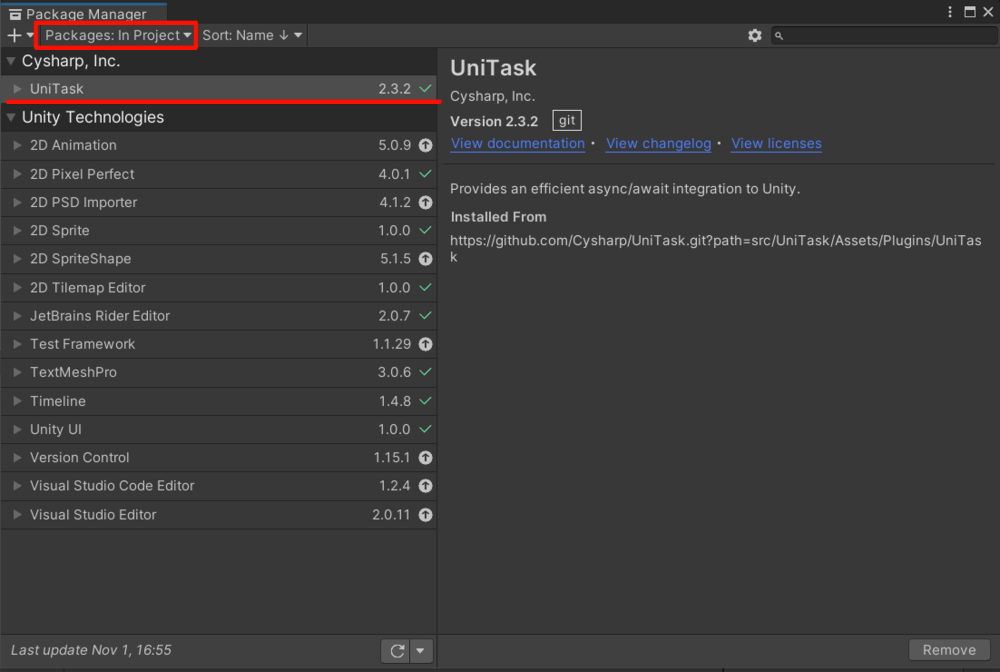 Package Manager
Packages: In Project Sort: Name ↓
Cysharp, Inc.
UniTask 2.3.2
Unity Technologies
2D Animation 5.0.9
2D Pixel Perfect 4.0.1
2D PSD Importer 4.1.2
2D Sprite 1.0.0
2D SpriteShape 5.1.5
2D Tilemap Editor 1.0.0
JetBrains Rider Editor 2.0.7
Test Framework 1.1.29
TextMeshPro 3.0.6
Timeline 1.4.8
Unity UI 1.0.0
Version Control 1.15.1
Visual Studio Code Editor 1.2.4
Visual Studio Editor 2.0.11
Last update Nov 1, 16:55
UniTask
Cysharp, Inc.
Version 2.3.2 git
View documentation • View changelog • View licenses
Provides an efficient async/await integration to Unity.
Installed From
https://github.com/Cysharp/UniTask.git?path=src/UniTask/Assets/Plugins/UniTas
k
Remove